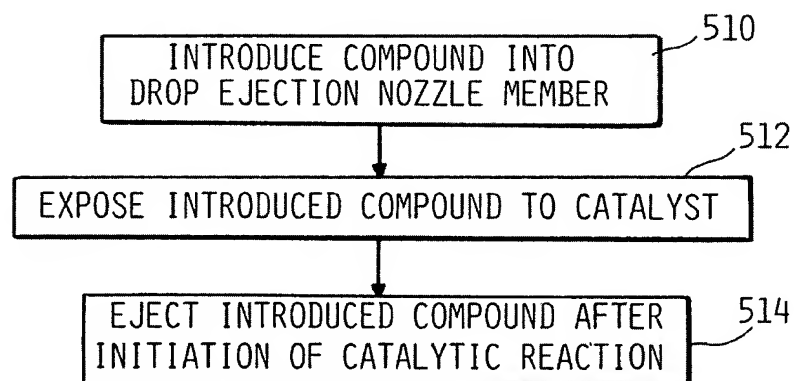 510
INTRODUCE COMPOUND INTO
DROP EJECTION NOZZLE MEMBER
512
EXPOSE INTRODUCED COMPOUND TO CATALYST
EJECT INTRODUCED COMPOUND AFTER
INITIATION OF CATALYTIC REACTION
514